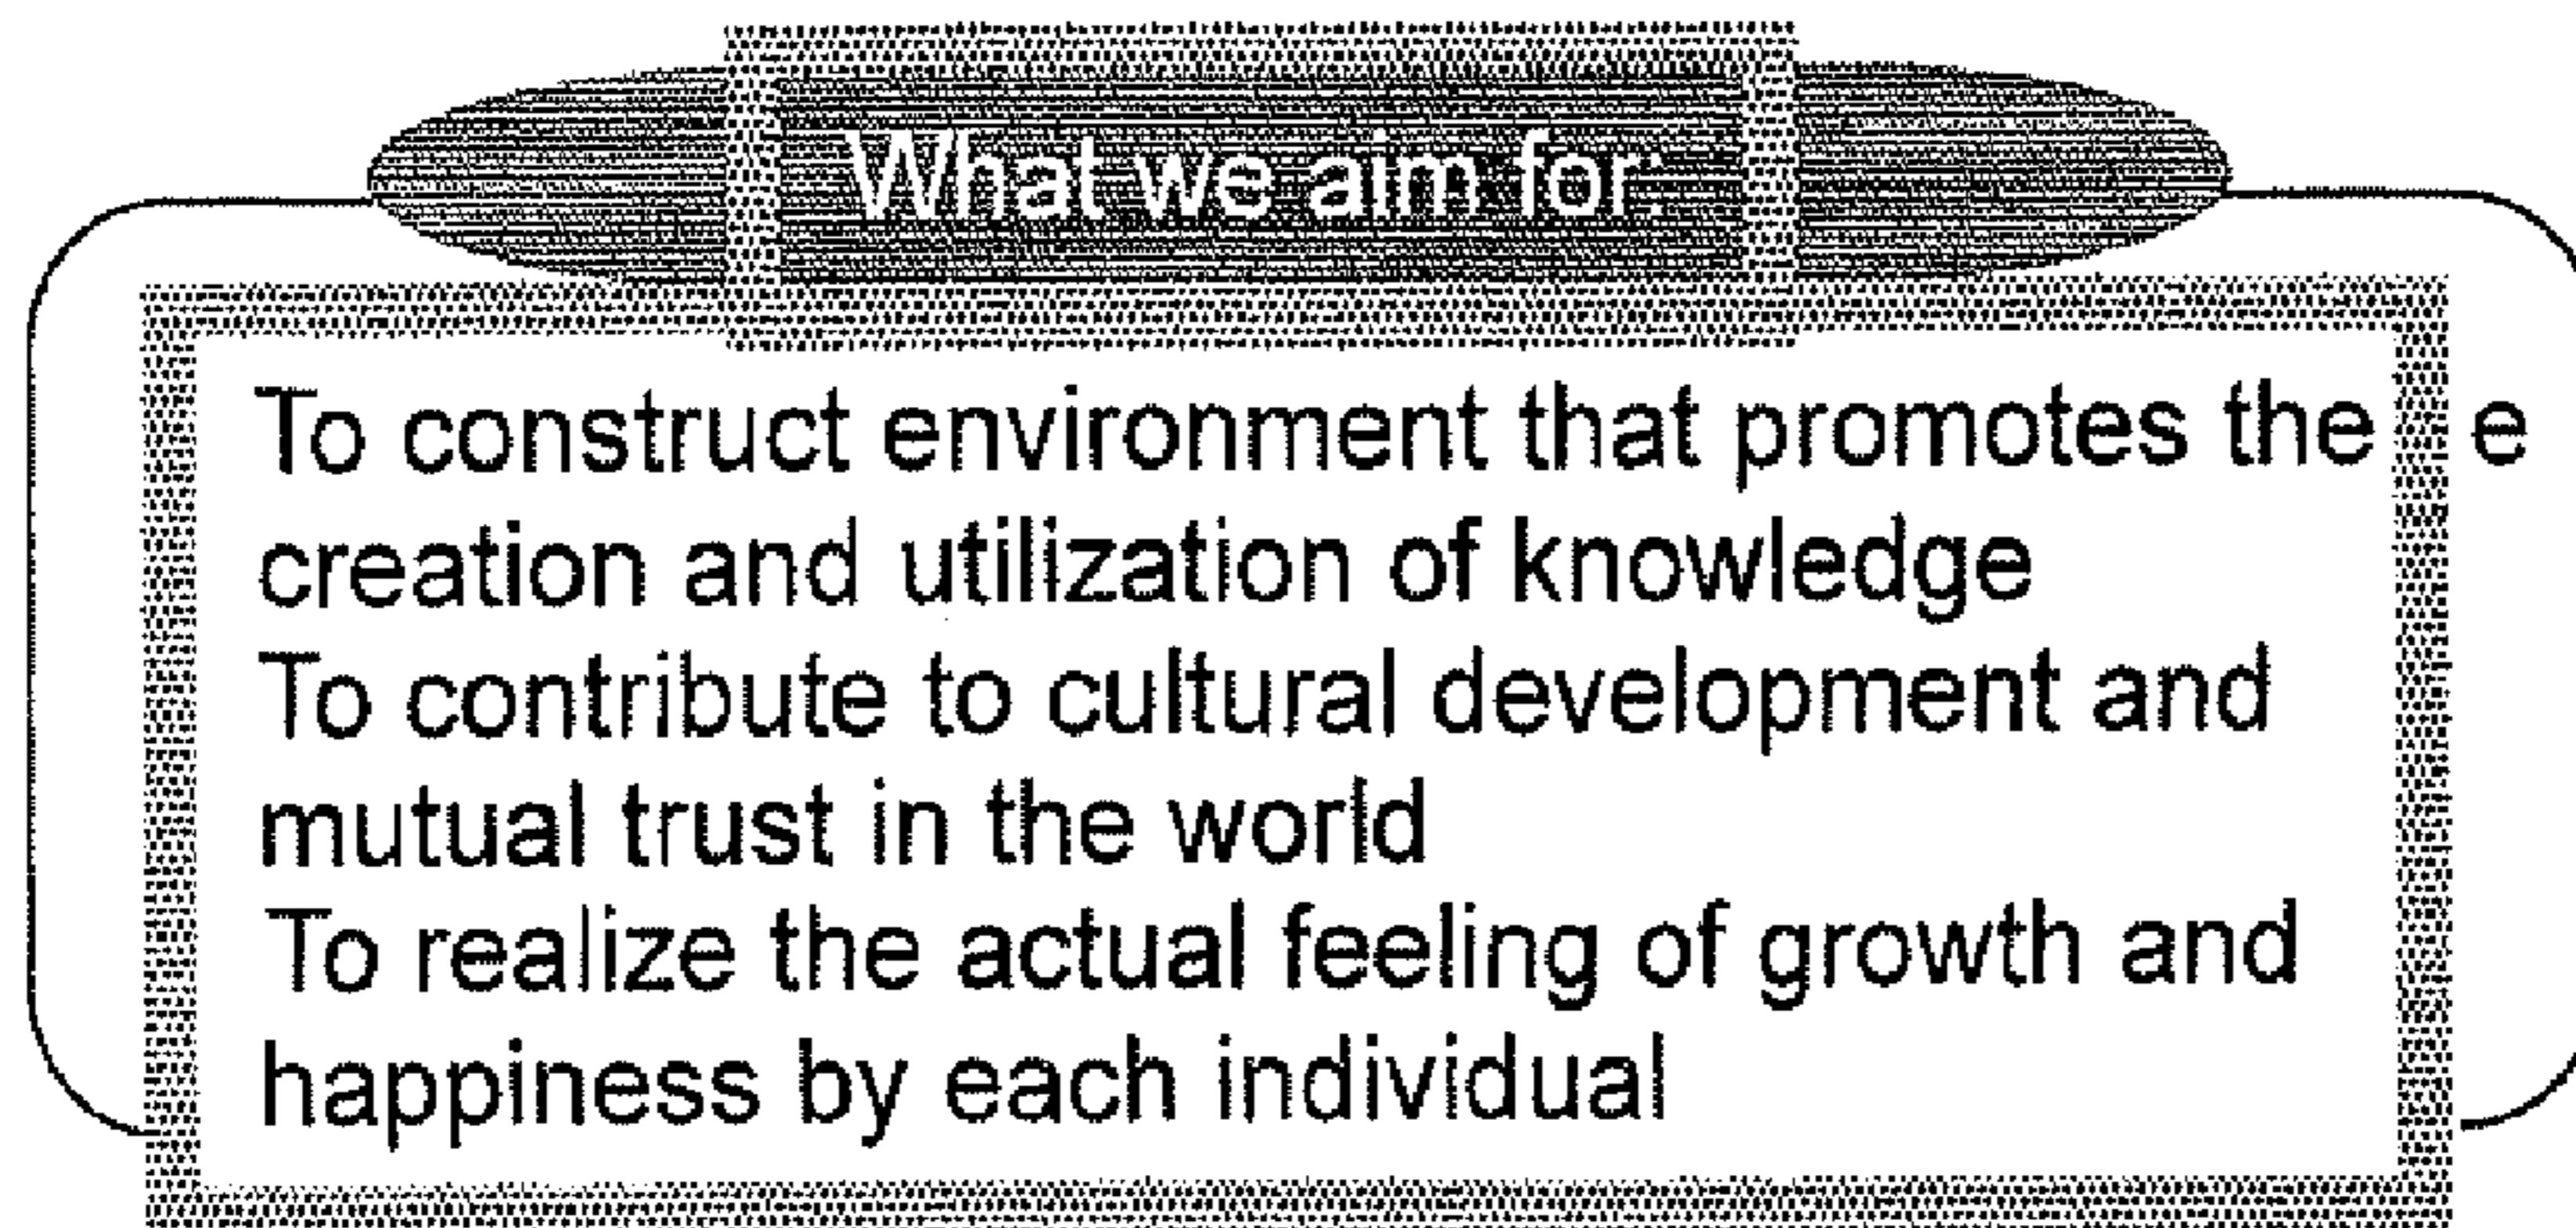 What we aim for
To construct environment that promotes the e
creation and utilization of knowledge
To contribute to cultural development and
mutual trust in the world
To realize the actual feeling of growth and
happiness by each individual